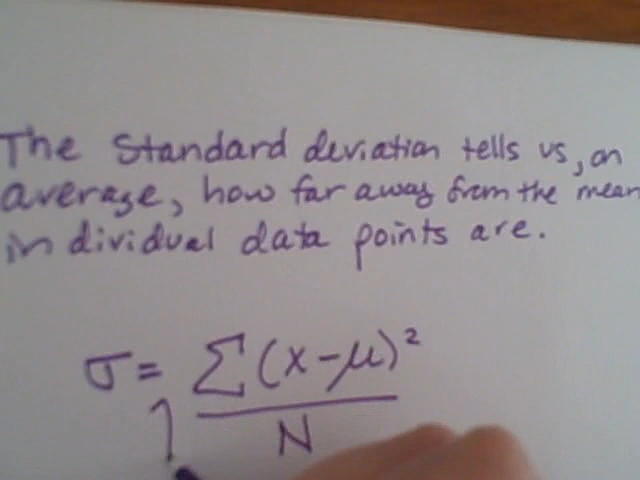 The Standard deviation tells us, on
average, how far away from the mean
individual data points are.
σ = Σ(x-μ)²
N